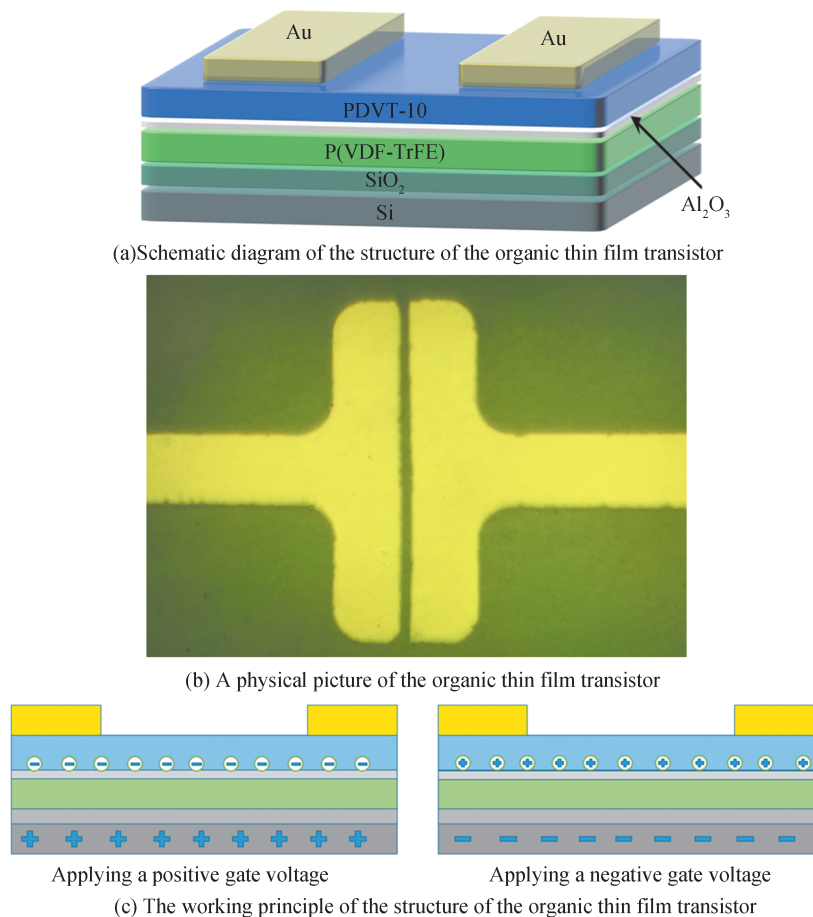 Au
Au
PDVT-10
P(VDF-TrFE)
SiO₂
Al₂O₃
Si
(a)Schematic diagram of the structure of the organic thin film transistor
(b) A physical picture of the organic thin film transistor
Applying a positive gate voltage
Applying a negative gate voltage
(c) The working principle of the structure of the organic thin film transistor